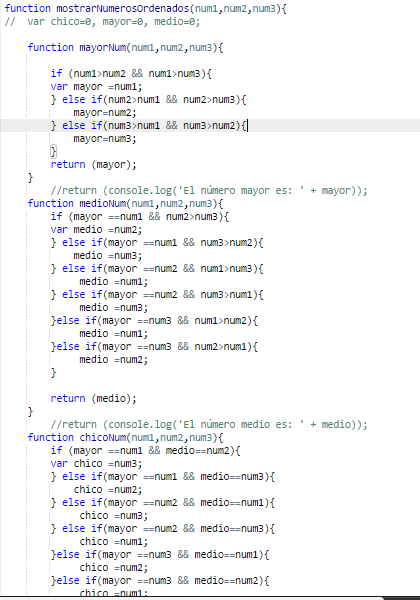 function mostrarNumerosOrdenados(num1,num2,num3){
//  var chico=0, mayor=0, medio=0;
function mayorNum(num1,num2,num3){
if (num1>num2 && num1>num3){
var mayor =num1;
} else if(num2>num1 && num2>num3){
mayor=num2;
} else if(num3>num1 && num3>num2){
mayor=num3;
}
return (mayor);
}
//return (console.log('El número mayor es: ' + mayor));
function medioNum(num1,num2,num3){
if (mayor ==num1 && num2>num3){
var medio =num2;
} else if(mayor ==num1 && num3>num2){
medio =num3;
} else if(mayor ==num2 && num1>num3){
medio =num1;
} else if(mayor ==num2 && num3>num1){
medio =num3;
}else if(mayor ==num3 && num1>num2){
medio =num1;
}else if(mayor ==num3 && num2>num1){
medio =num2;
}
return (medio);
}
//return (console.log('El número medio es: ' + medio));
function chicoNum(num1,num2,num3){
if (mayor ==num1 && medio==num2){
var chico =num3;
} else if(mayor ==num1 && medio==num3){
chico =num2;
} else if(mayor ==num2 && medio==num1){
chico =num3;
} else if(mayor ==num2 && medio==num3){
chico =num1;
}else if(mayor ==num3 && medio==num1){
chico =num2;
}else if(mayor ==num3 && medio==num2){
chico =num1;